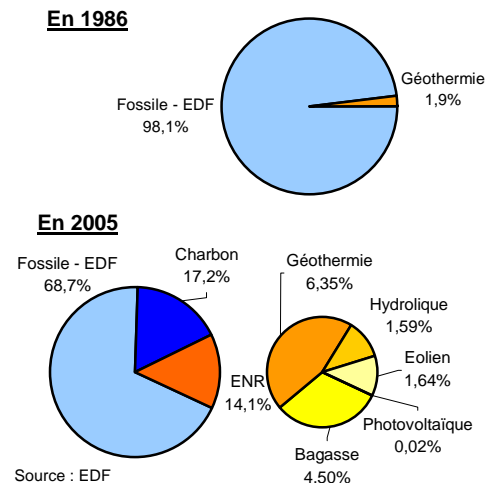 En 1986
Géothermie
1,9%
Fossile - EDF
98,1%
En 2005
Fossile - EDF
68,7%
Charbon
17,2%
ENR
14,1%
Géothermie
6,35%
Hydrolique
1,59%
Eolien
1,64%
Photovoltaïque
0,02%
Bagasse
4,50%
Source : EDF